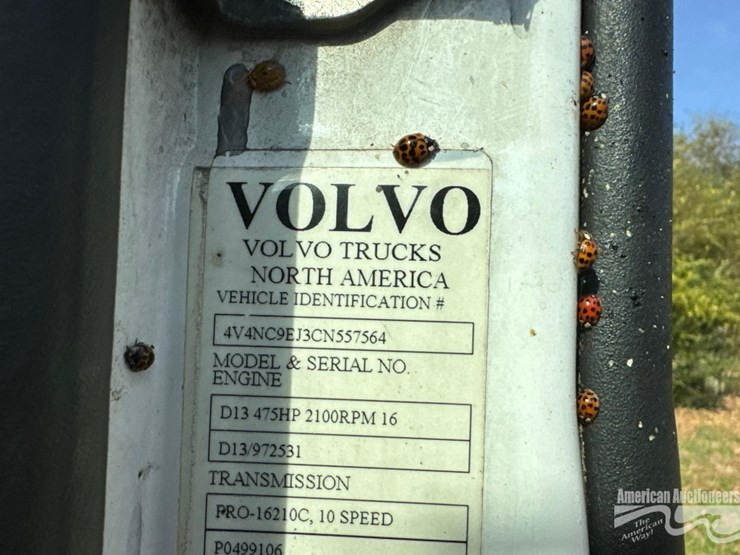 VOLVO
VOLVO TRUCKS
NORTH AMERICA
VEHICLE IDENTIFICATION #
4V4NC9EJ3CN557564
MODEL & SERIAL NO.
ENGINE
D13 475HP 2100RPM 16
D13/972531
TRANSMISSION
PRO-16210C, 10 SPEED
P0499106
American Auctioneers
The
American
Way!